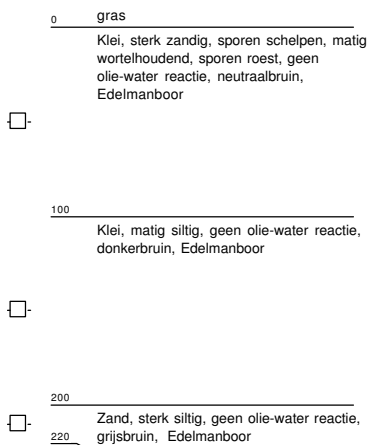 0 gras
Klei, sterk zandig, sporen schelpen, matig
wortelhoudend, sporen roest, geen
olie-water reactie, neutraalbruin,
Edelmanboor
100
Klei, matig siltig, geen olie-water reactie,
donkerbruin, Edelmanboor
200
Zand, sterk siltig, geen olie-water reactie,
220 grijsbruin, Edelmanboor